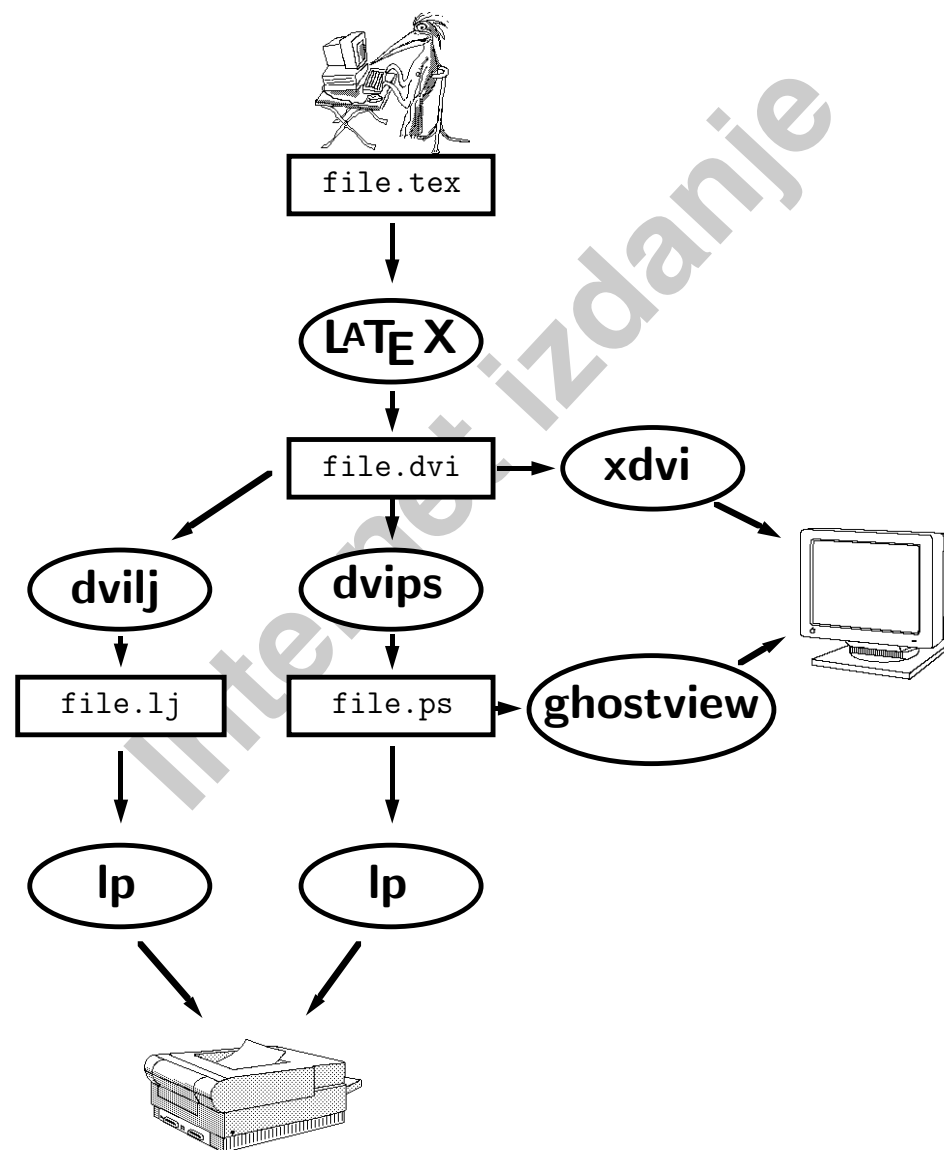 file.tex
LATEX
file.dvi
xdvi
dvilj
dvips
file.lj
file.ps
ghostview
lp
lp
Internet izdanje